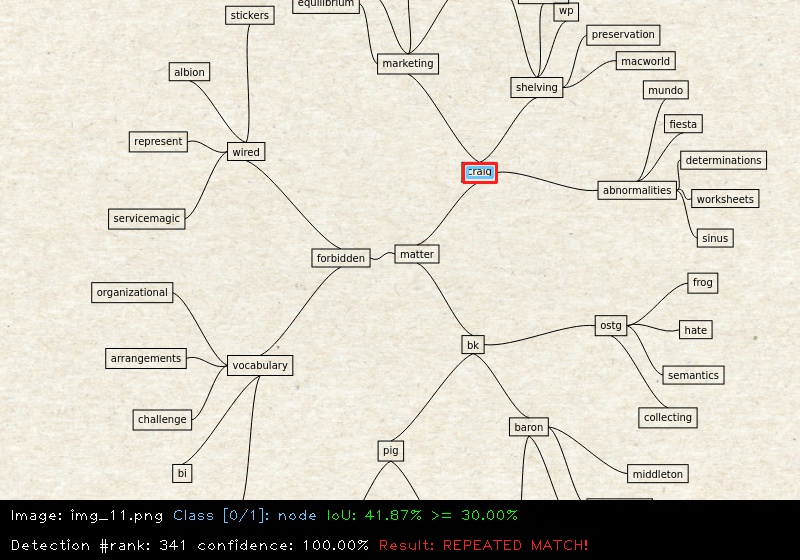 stickers
equilibrium
wp
preservation
marketing
macworld
albion
shelving
mundo
fiesta
represent
wired
determinations
craig
abnormalities
worksheets
servicemagic
sinus
forbidden
matter
frog
organizational
ostg
hate
bk
arrangements
vocabulary
semantics
challenge
collecting
baron
pig
bi
middleton
Image: img_11.png Class [0/1]: node IoU: 41.87% >= 30.00%
Detection #rank: 341 confidence: 100.00% Result: REPEATED MATCH!